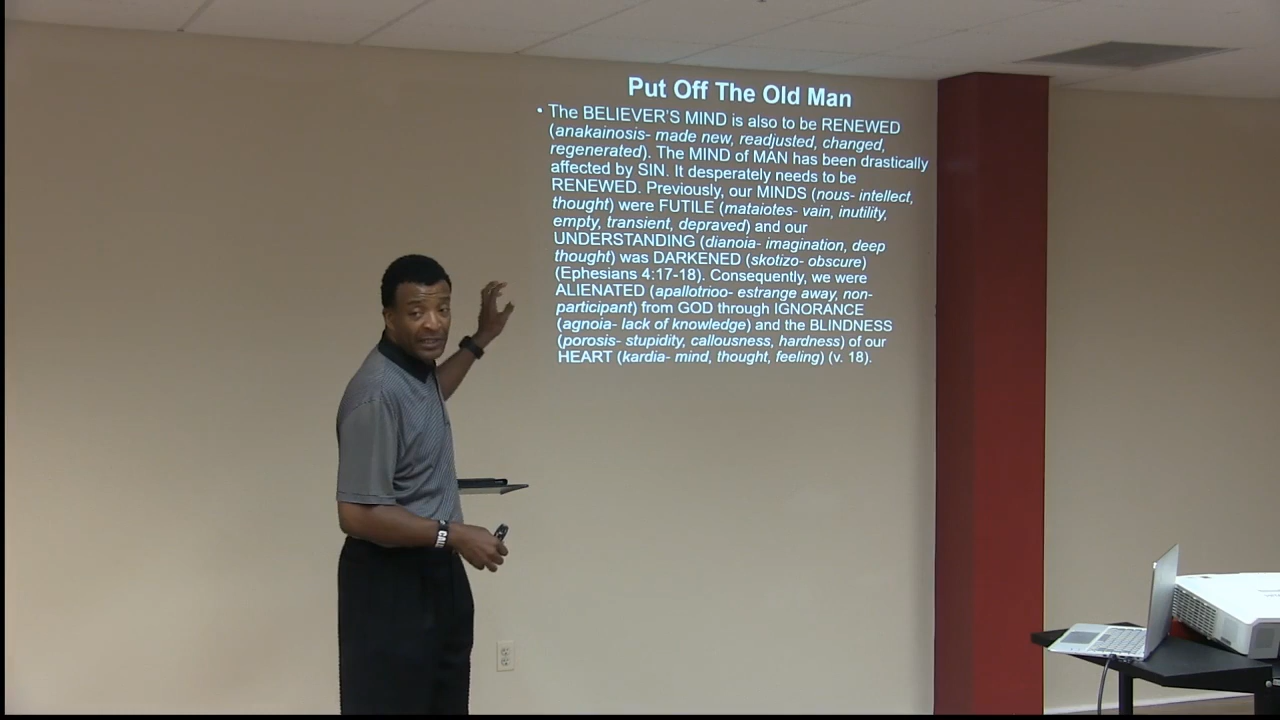 Put Off The Old Man
• The BELIEVER'S MIND is also to be RENEWED
(anakainosis- made new, readjusted, changed,
regenerated). The MIND of MAN has been drastically
affected by SIN. It desperately needs to be
RENEWED. Previously, our MINDS (nous- intellect,
thought) were FUTILE (mataiotes- vain, inutility,
empty, transient, depraved) and our
UNDERSTANDING (dianoia- imagination, deep
thought) was DARKENED (skotizo- obscure)
(Ephesians 4:17-18). Consequently, we were
ALIENATED (apallotrioo- estrange away, non-
participant) from GOD through IGNORANCE
(agnoia- lack of knowledge) and the BLINDNESS
(porosis- stupidity, callousness, hardness) of our
HEART (kardia- mind, thought, feeling) (v. 18).